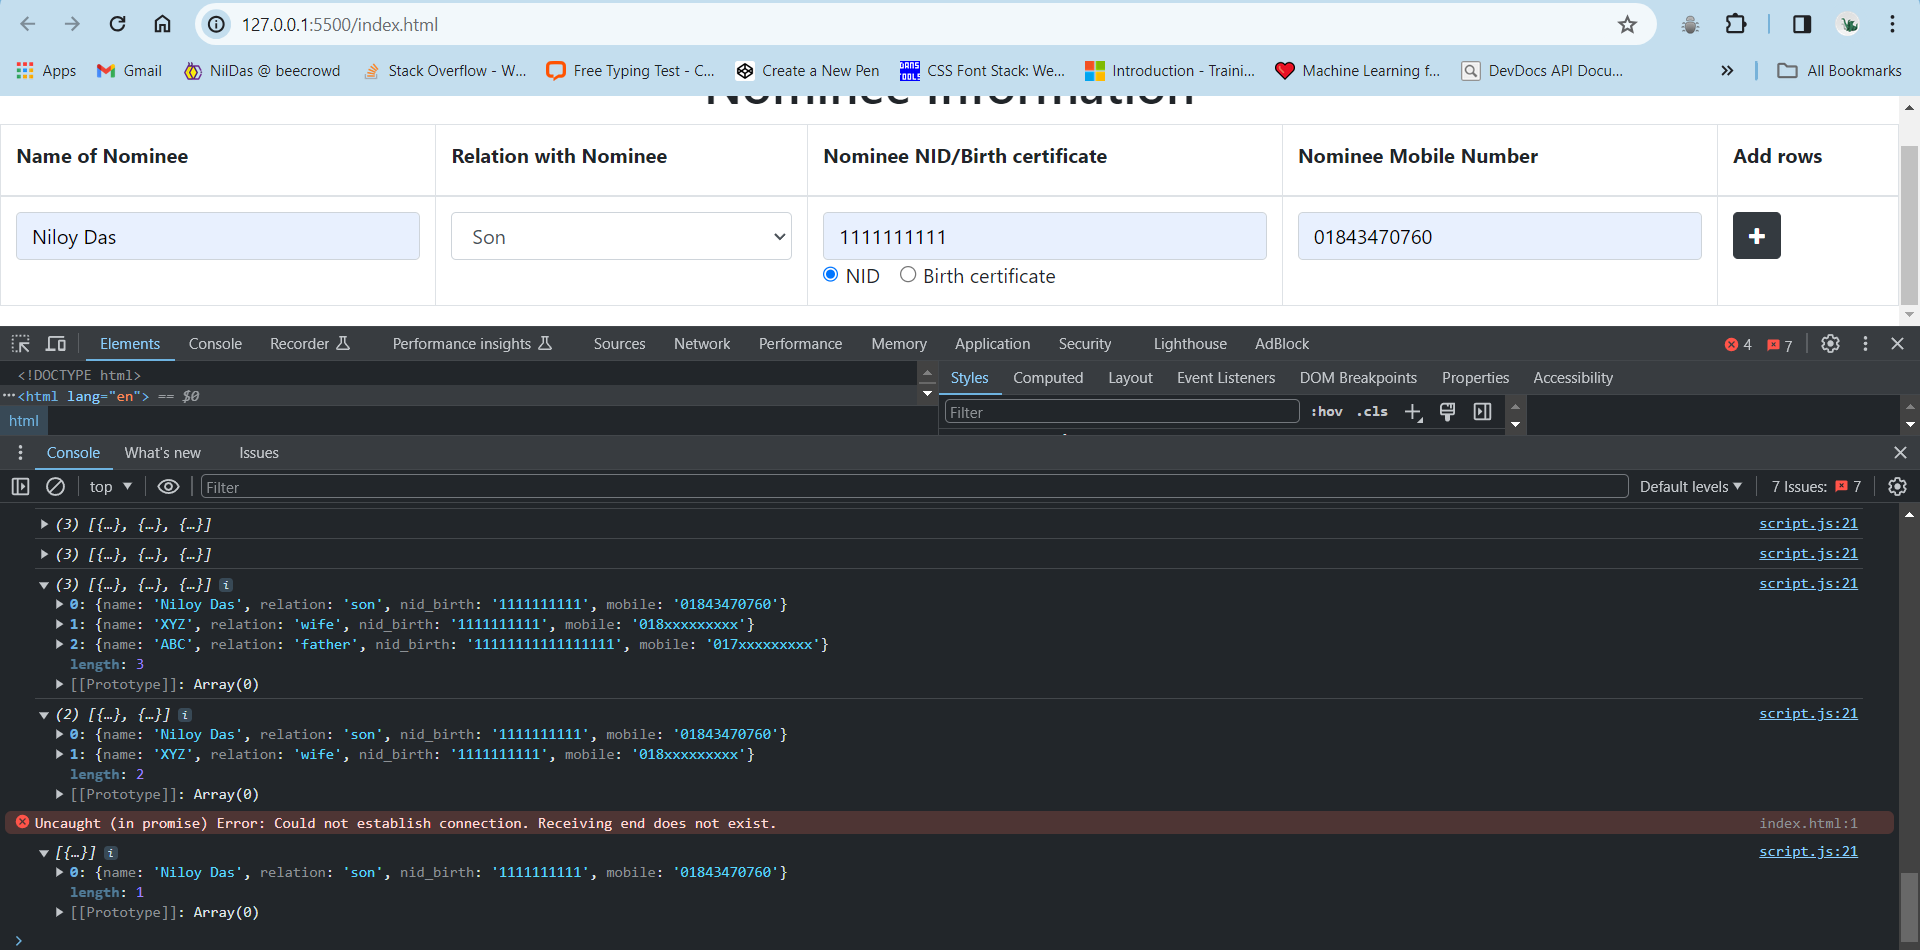 127.0.0.1:5500/index.html
Apps Gmail NilDas @ beecrowd Stack Overflow - W... Free Typing Test - C... Create a New Pen CSS Font Stack: We... Introduction - Traini... Machine Learning f... DevDocs API Docu... » All Bookmarks
Nominee Information
Name of Nominee Relation with Nominee Nominee NID/Birth certificate Nominee Mobile Number Add rows
Niloy Das Son 1111111111 01843470760
NID Birth certificate
Elements Console Recorder Performance insights Sources Network Performance Memory Application Security Lighthouse AdBlock 4 7
<!DOCTYPE html>
Styles Computed Layout Event Listeners DOM Breakpoints Properties Accessibility
···<html lang="en"> == $0
Filter :hov .cls
html
Console What's new Issues
top Filter Default levels 7 Issues: 7
(3) [{…}, {…}, {…}] script.js:21
(3) [{…}, {…}, {…}] script.js:21
(3) [{…}, {…}, {…}] i script.js:21
0: {name: 'Niloy Das', relation: 'son', nid_birth: '1111111111', mobile: '01843470760'}
1: {name: 'XYZ', relation: 'wife', nid_birth: '1111111111', mobile: '018xxxxxxxxx'}
2: {name: 'ABC', relation: 'father', nid_birth: '11111111111111111', mobile: '017xxxxxxxxx'}
length: 3
[[Prototype]]: Array(0)
(2) [{…}, {…}] i script.js:21
0: {name: 'Niloy Das', relation: 'son', nid_birth: '1111111111', mobile: '01843470760'}
1: {name: 'XYZ', relation: 'wife', nid_birth: '1111111111', mobile: '018xxxxxxxxx'}
length: 2
[[Prototype]]: Array(0)
Uncaught (in promise) Error: Could not establish connection. Receiving end does not exist. index.html:1
[{…}] i script.js:21
0: {name: 'Niloy Das', relation: 'son', nid_birth: '1111111111', mobile: '01843470760'}
length: 1
[[Prototype]]: Array(0)